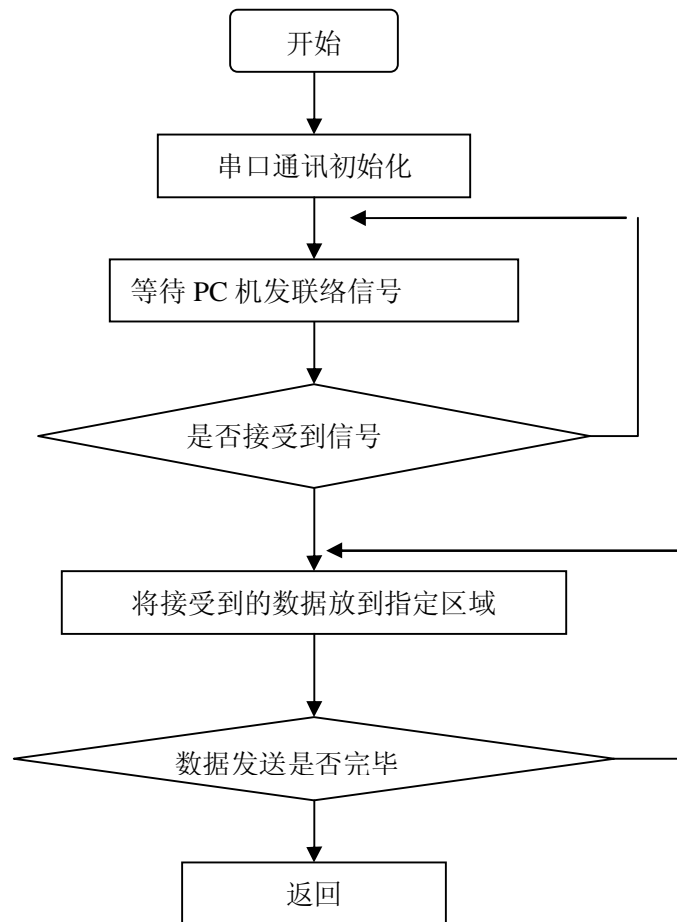 开始
串口通讯初始化
等待 PC 机发联络信号
是否接受到信号
将接受到的数据放到指定区域
数据发送是否完毕
返回